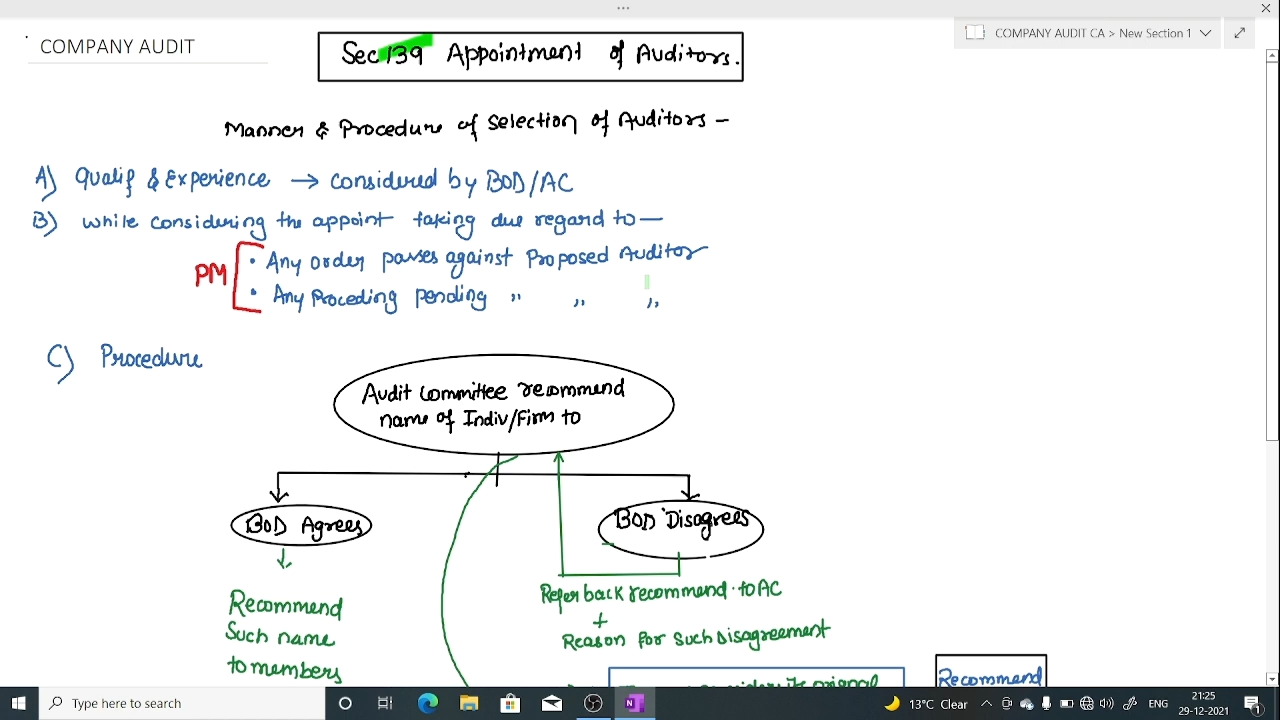 COMPANY AUDIT
COMPANY AUDIT CA > New Section 1
Sec 139 Appointment of Auditors.
Manner & Procedure of Selection of Auditors –
A) Qualif & Experience → considered by BOD/AC
B) while considering the appoint taking due regard to —
PM
• Any order passes against Proposed Auditor
• Any Proceding pending " " "
C) Procedure
Audit committee recommend
name of Indiv/Firm to
BOD Agrees
BOD Disagrees
Recommend
Such name
to members
Refer back recommend. to AC
+
Reason for Such Disagreement
original
Recommend
Type here to search
13°C Clear
ENG
21:25
29-12-2021
1